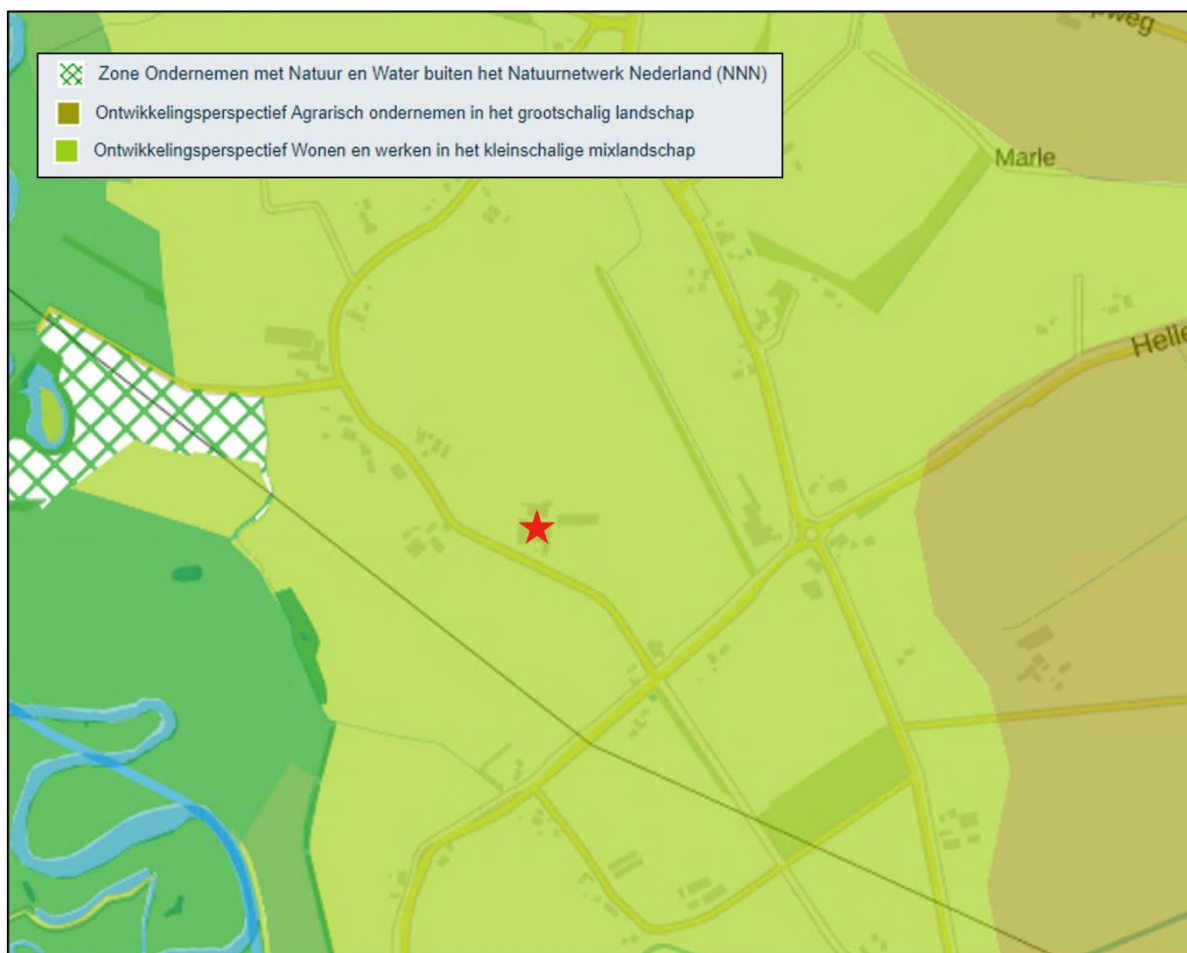 Zone Ondernemen met Natuur en Water buiten het Natuurnetwerk Nederland (NNN)
Ontwikkelingsperspectief Agrarisch ondernemen in het grootschalig landschap
Ontwikkelingsperspectief Wonen en werken in het kleinschalige mixlandschap
Marle